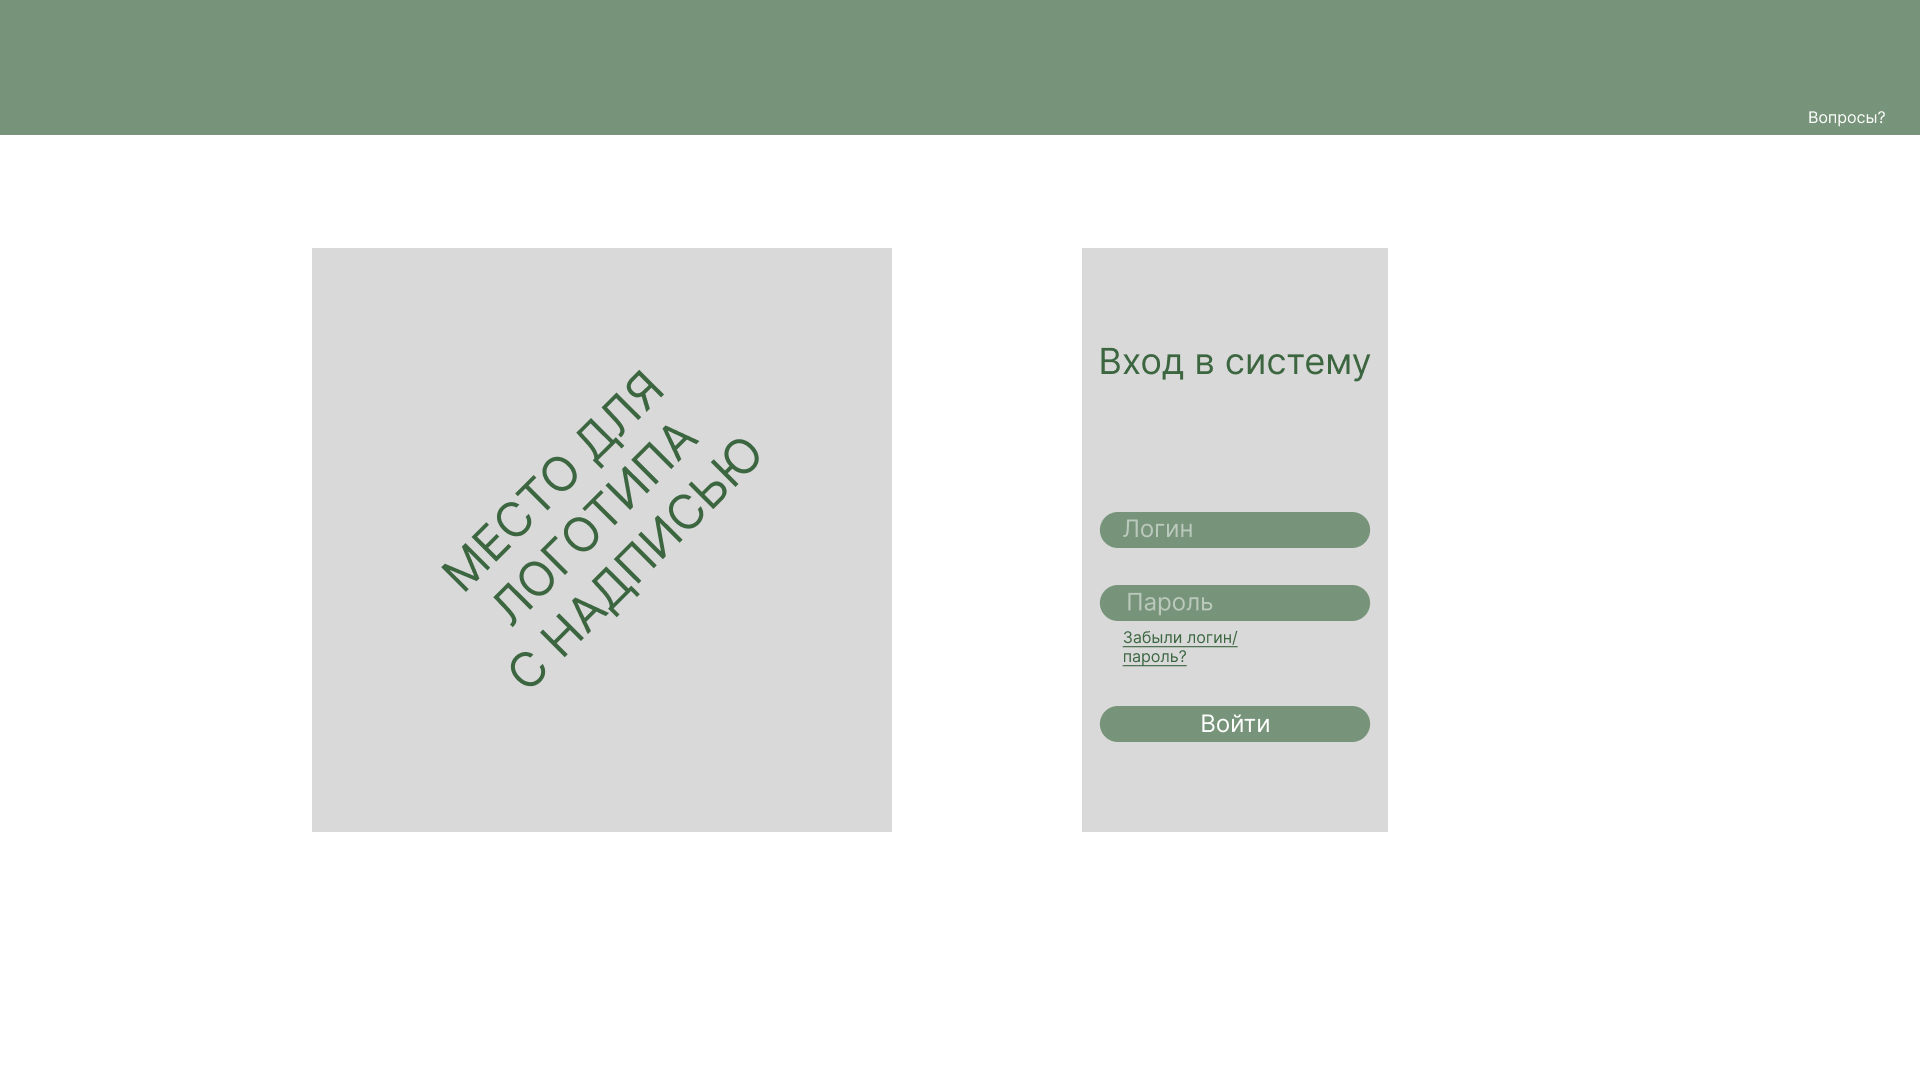 Вопросы?
МЕСТО ДЛЯ
ЛОГОТИПА
С НАДПИСЬЮ
Вход в систему
Логин
Пароль
Забыли логин/
пароль?
Войти